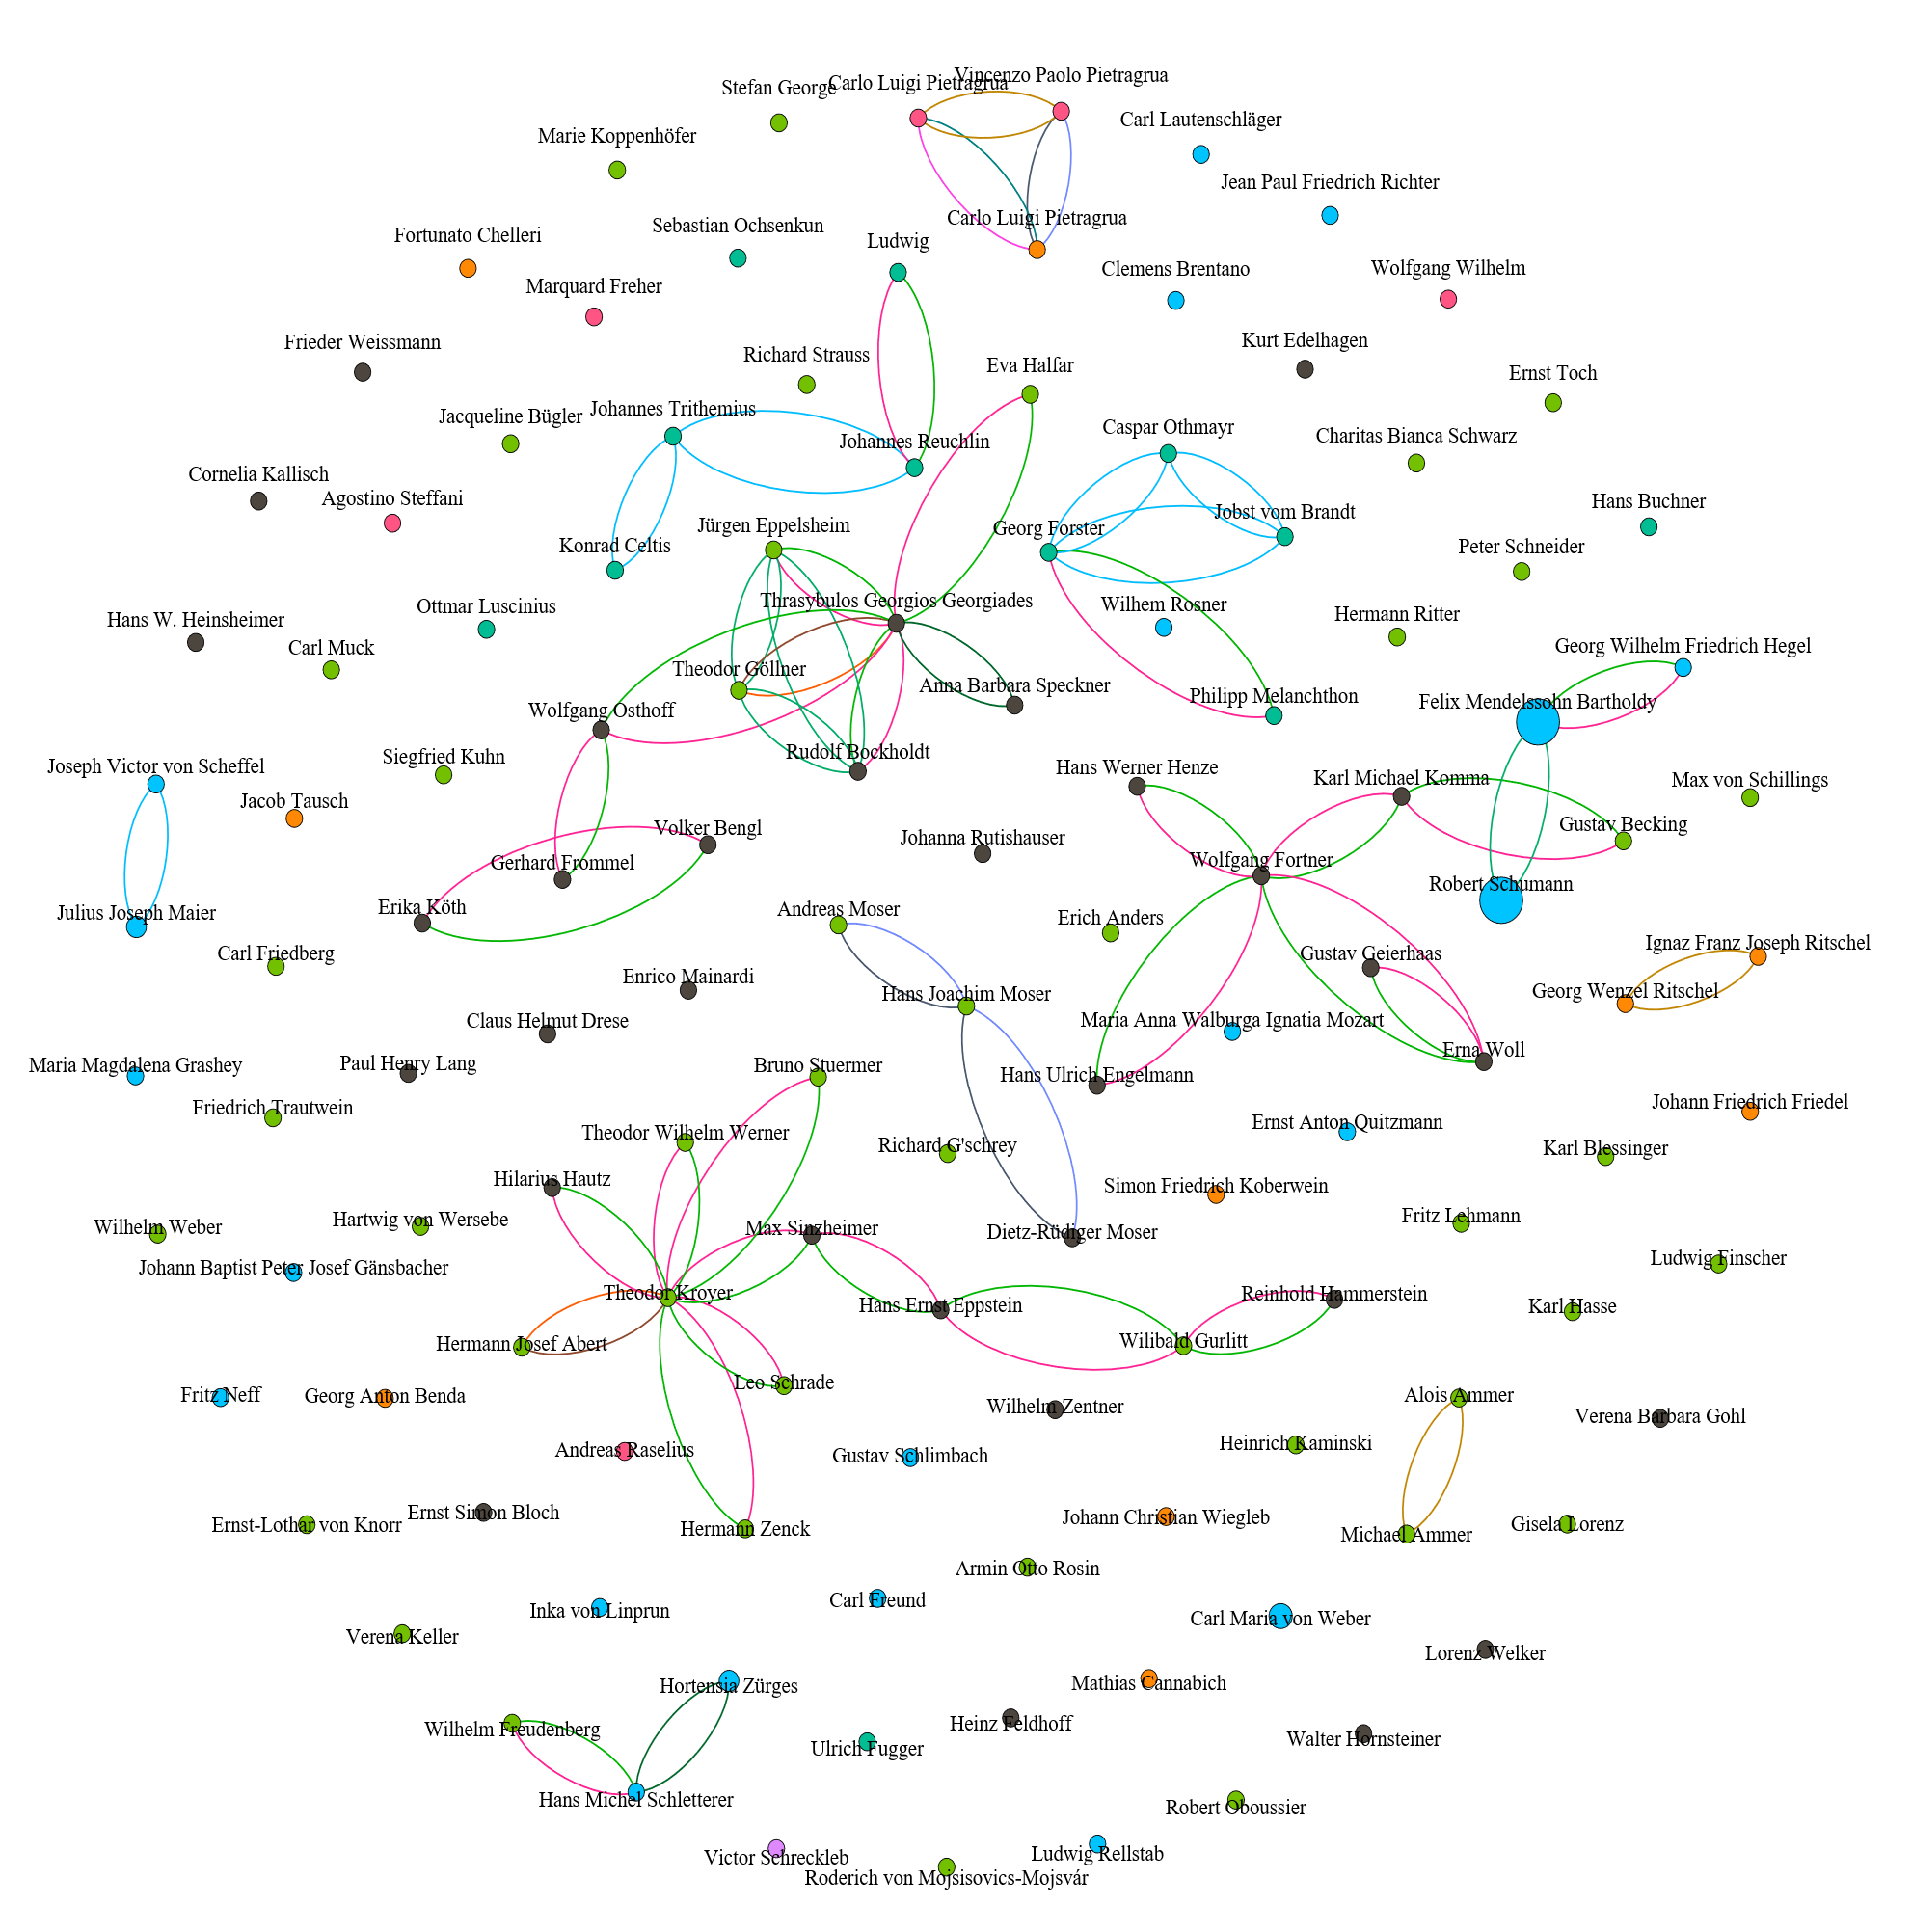 Vincenzo Paolo Pietragrua
Carlo Luigi Pietragrua
Stefan George
Carl Lautenschläger
Marie Koppenhöfer
Jean Paul Friedrich Richter
Carlo Luigi Pietragrua
Sebastian Ochsenkun
Fortunato Chelleri
Ludwig
Clemens Brentano
Wolfgang Wilhelm
Marquard Freher
Frieder Weissmann
Kurt Edelhagen
Richard Strauss
Eva Halfar
Ernst Toch
Johannes Trithemius
Jacqueline Bügler
Caspar Othmayr
Charitas Bianca Schwarz
Johannes Reuchlin
Cornelia Kallisch
Agostino Steffani
Hans Buchner
Jobst vom Brandt
Jürgen Eppelsheim
Georg Forster
Konrad Celtis
Peter Schneider
Thrasybulos Georgios Georgiades
Wilhem Rosner
Ottmar Luscinius
Hermann Ritter
Hans W. Heinsheimer
Carl Muck
Georg Wilhelm Friedrich Hegel
Theodor Göllner
Anna Barbara Speckner
Philipp Melanchthon
Felix Mendelssohn Bartholdy
Wolfgang Osthoff
Rudolf Bockholdt
Siegfried Kuhn
Joseph Victor von Scheffel
Hans Werner Henze
Karl Michael Komma
Max von Schillings
Jacob Tausch
Gustav Becking
Volker Bengl
Johanna Rutishauser
Wolfgang Fortner
Gerhard Frommel
Robert Schumann
Erika Köth
Andreas Moser
Julius Joseph Maier
Erich Anders
Ignaz Franz Joseph Ritschel
Carl Friedberg
Gustav Geierhaas
Enrico Mainardi
Georg Wenzel Ritschel
Hans Joachim Moser
Claus Helmut Drese
Maria Anna Walburga Ignatia Mozart
Erna Woll
Maria Magdalena Grashey
Paul Henry Lang
Bruno Stuermer
Hans Ulrich Engelmann
Johann Friedrich Friedel
Friedrich Trautwein
Ernst Anton Quitzmann
Theodor Wilhelm Werner
Richard G'schrey
Karl Blessinger
Hilarius Hautz
Simon Friedrich Koberwein
Fritz Lehmann
Hartwig von Wersebe
Wilhelm Weber
Max Sinzheimer
Dietz-Rüdiger Moser
Ludwig Finscher
Johann Baptist Peter Josef Gänsbacher
Theodor Kroyer
Reinhold Hammerstein
Hans Ernst Eppstein
Karl Hasse
Wilibald Gurlitt
Hermann Josef Abert
Leo Schrade
Fritz Neff
Georg Anton Benda
Alois Ammer
Wilhelm Zentner
Verena Barbara Gohl
Heinrich Kaminski
Andreas Raselius
Gustav Schlimbach
Ernst Simon Bloch
Johann Christian Wiegleb
Ernst-Lothar von Knorr
Gisela Lorenz
Hermann Zenck
Michael Ammer
Armin Otto Rosin
Carl Freund
Inka von Linprun
Carl Maria von Weber
Verena Keller
Lorenz Welker
Mathias Cannabich
Hortensia Zürges
Heinz Feldhoff
Wilhelm Freudenberg
Walter Hornsteiner
Ulrich Fugger
Hans Michel Schletterer
Robert Oboussier
Ludwig Rellstab
Victor Schreckleb
Roderich von Mojsisovics-Mojsvár